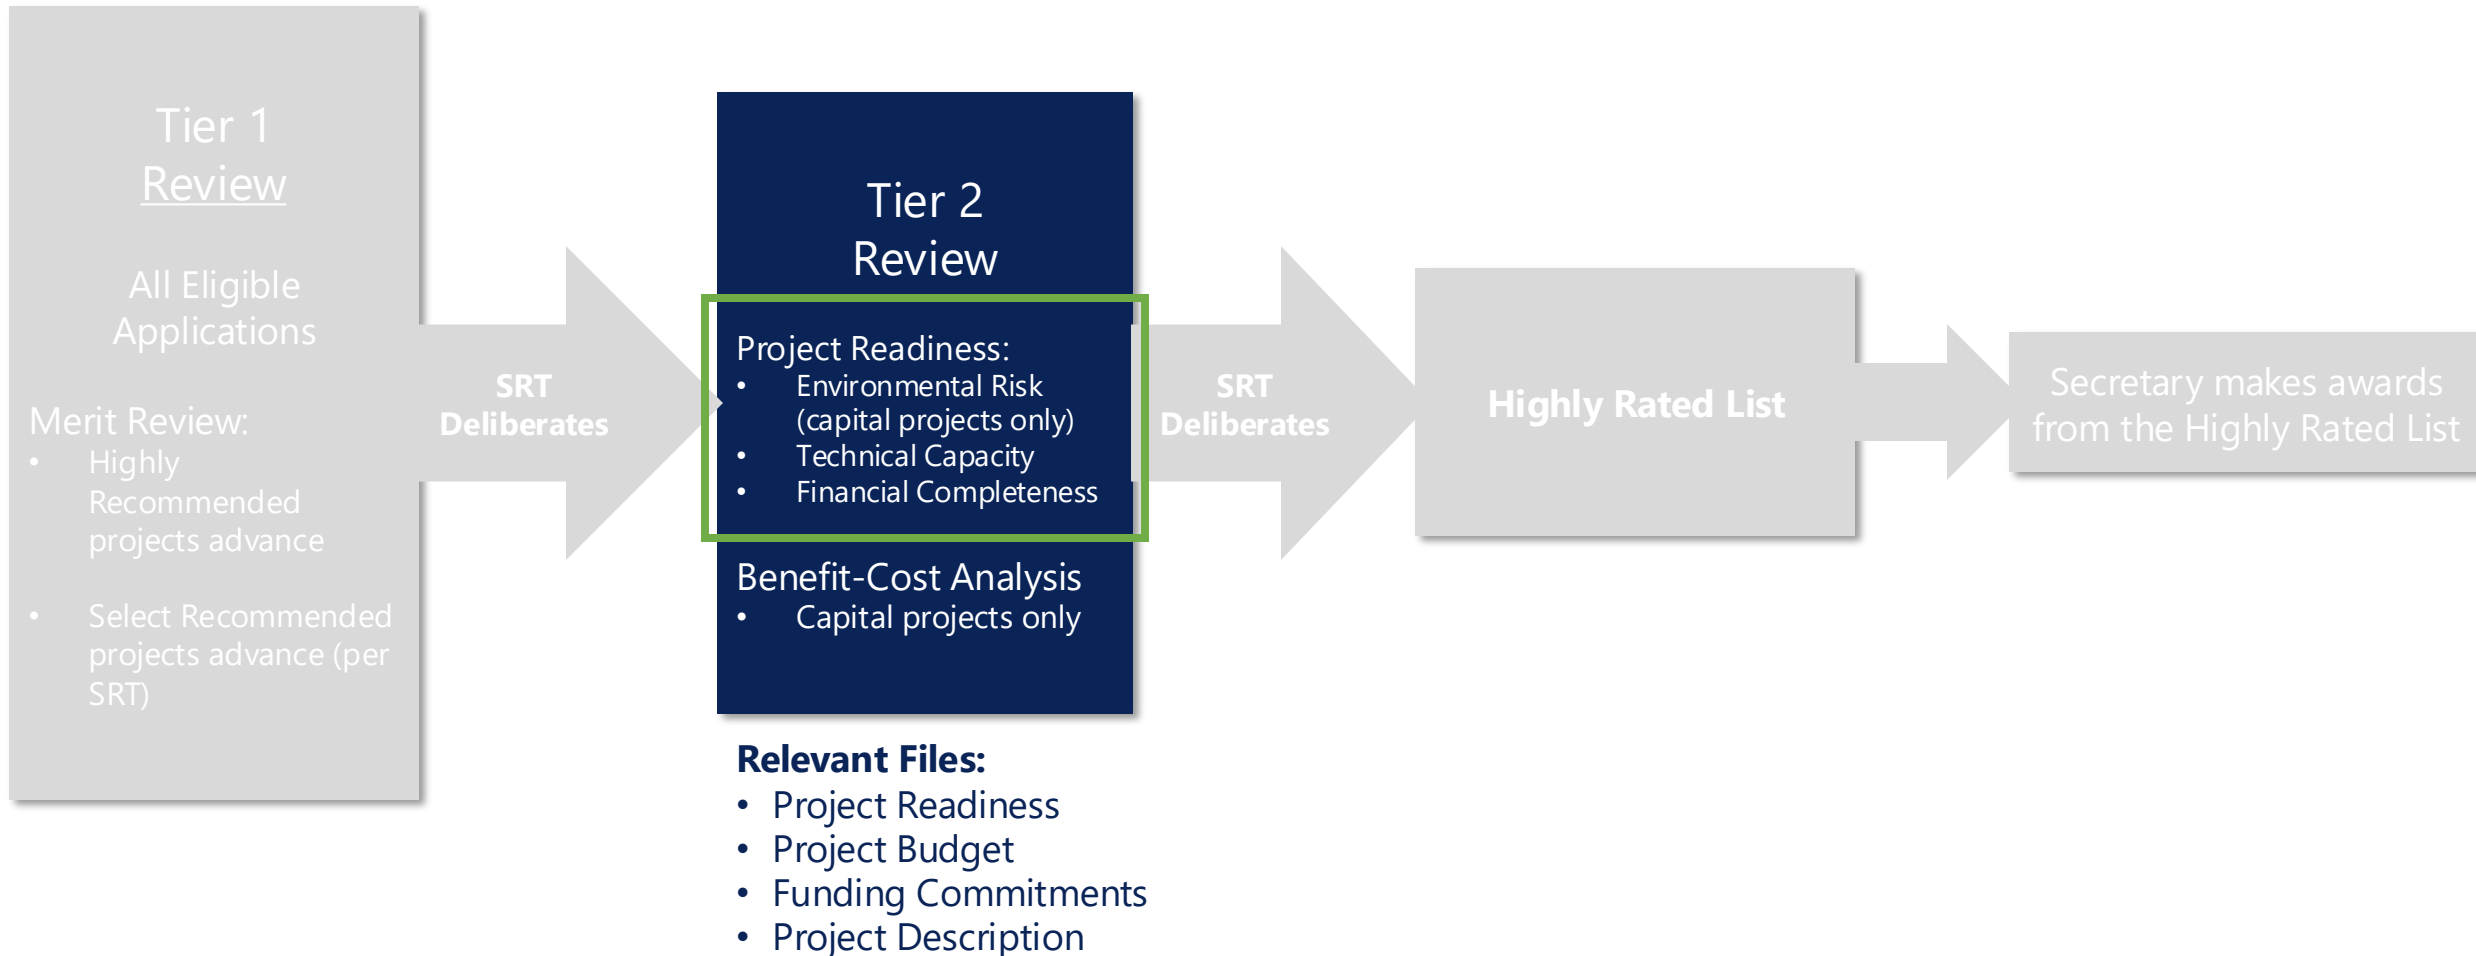 Tier 1
Review
All Eligible
Applications
Merit Review:
• Highly
Recommended
projects advance
• Select Recommended
projects advance (per
SRT)
SRT
Deliberates
Tier 2
Review
Project Readiness:
• Environmental Risk
(capital projects only)
• Technical Capacity
• Financial Completeness
Benefit-Cost Analysis
• Capital projects only
Relevant Files:
• Project Readiness
• Project Budget
• Funding Commitments
• Project Description
SRT
Deliberates
Highly Rated List
Secretary makes awards
from the Highly Rated List